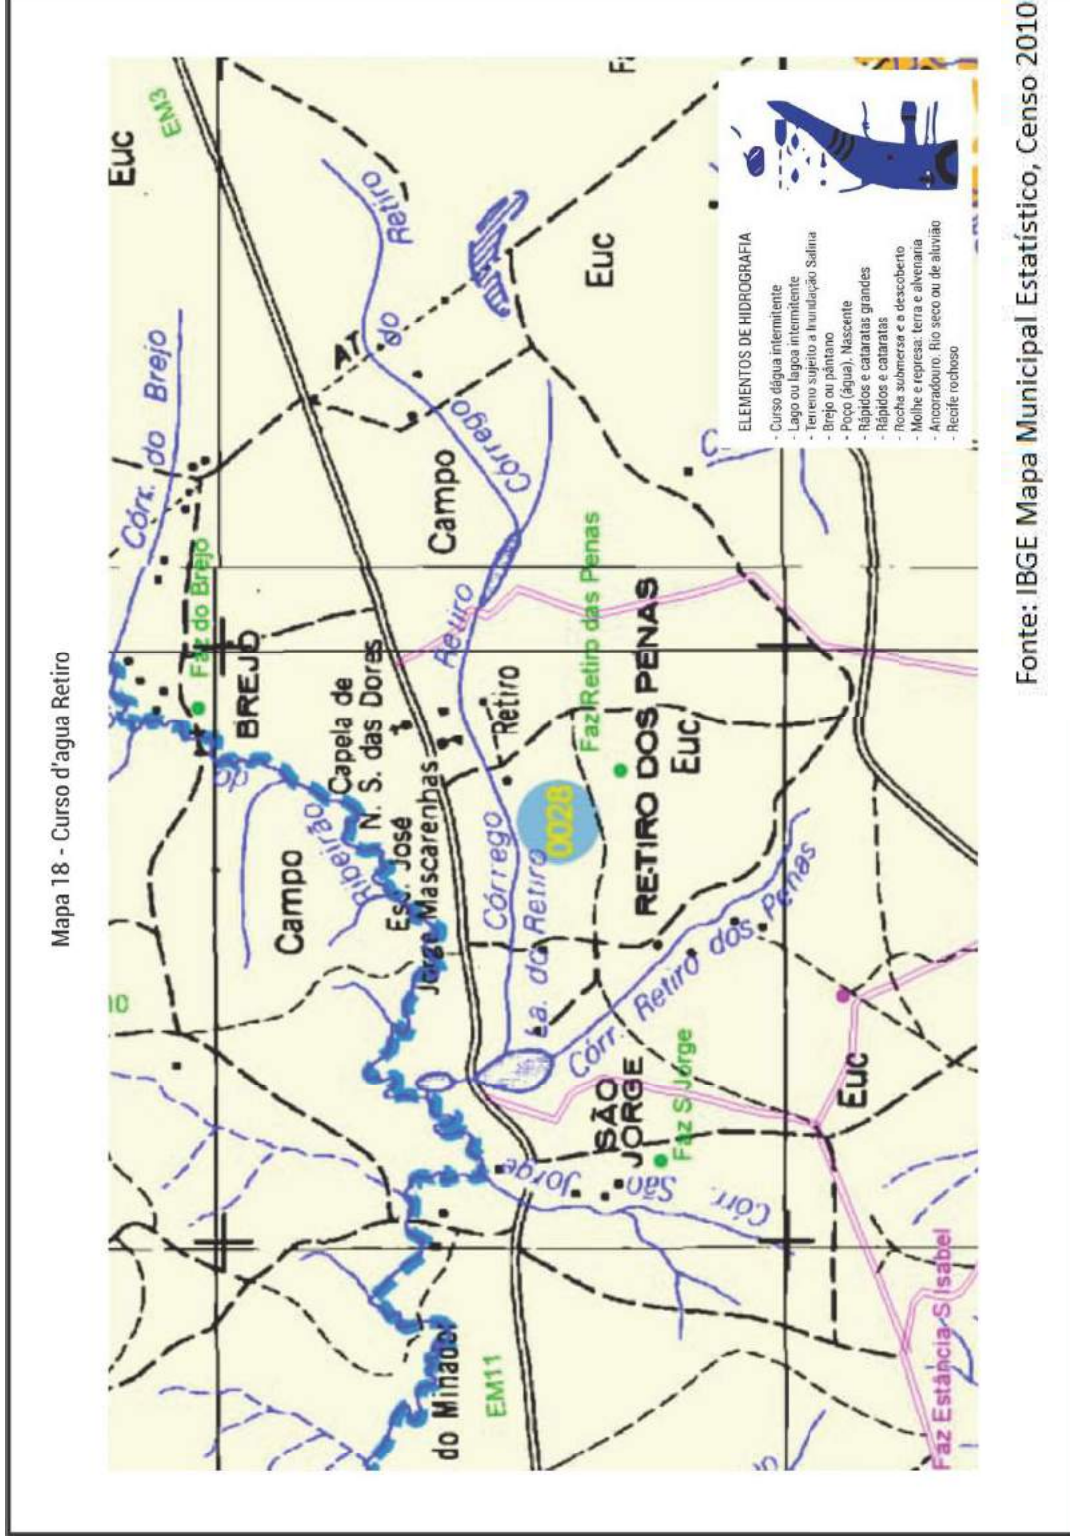 Mapa 18 - Curso d'agua Retiro
EM3
Euc
Córr. do Brejo
Retiro
do
AT
Córrego
Euc
Campo
Faz do Brejo
BREJO
Capela de
N. S. das Dores
Retiro
Retiro
Faz Retiro das Penas
RETIRO DOS PENAS
Euc
do
Ribeirão
Campo
Esc. José
Jorge Mascarenhas
Córrego
La. do Retiro
0028
Córr. Retiro dos Penas
SÃO
JORGE
Faz S Jorge
Euc
Córr. São Jorge
do Minador
EM11
Faz Estância S Isabel
ELEMENTOS DE HIDROGRAFIA
- Curso dágua intermitente
- Lago ou lagoa intermitente
- Terreno sujeito a Inundação Salina
- Brejo ou pântano
- Poço (água). Nascente
- Rápidos e cataratas grandes
- Rápidos e cataratas
- Rocha submersa e a descoberto
- Molhe e represa: terra e alvenaria
- Ancoradouro. Rio seco ou de aluvião
- Recife rochoso
Fonte: IBGE Mapa Municipal Estatístico, Censo 2010